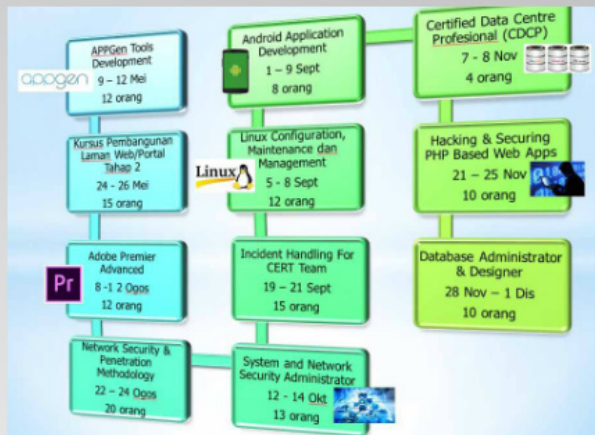 appgen
APPGen Tools
Development
9 – 12 Mei
12 orang
Kursus Pembangunan
Laman Web/Portal
Tahap 2
24 - 26 Mei
15 orang
Pr
Adobe Premier
Advanced
8 -1 2 Ogos
12 orang
Network Security &
Penetration
Methodology
22 – 24 Ogos
20 orang
System and Network
Security Administrator
12 - 14 Okt
13 orang
Incident Handling For
CERT Team
19 – 21 Sept
15 orang
Linux
Linux Configuration,
Maintenance dan
Management
5 - 8 Sept
12 orang
Android Application
Development
1 – 9 Sept
8 orang
Certified Data Centre
Profesional (CDCP)
7 - 8 Nov
4 orang
Hacking & Securing
PHP Based Web Apps
21 – 25 Nov
10 orang
Database Administrator
& Designer
28 Nov – 1 Dis
10 orang